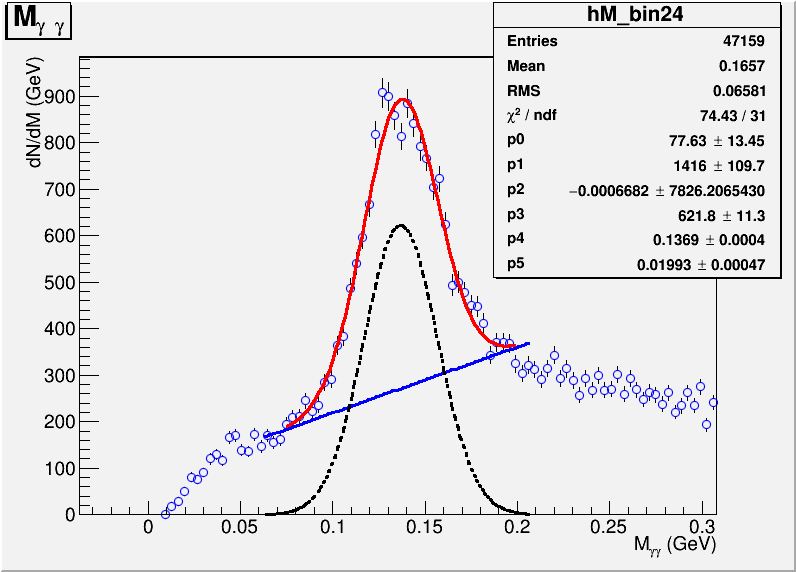 M γ γ
hM_bin24
Entries 47159
Mean 0.1657
RMS 0.06581
χ² / ndf 74.43 / 31
p0 77.63 ± 13.45
p1 1416 ± 109.7
p2 −0.0006682 ± 7826.2065430
p3 621.8 ± 11.3
p4 0.1369 ± 0.0004
p5 0.01993 ± 0.00047
dN/dM (GeV)
900
800
700
600
500
400
300
200
100
0
0 0.05 0.1 0.15 0.2 0.25 0.3
Mγγ (GeV)